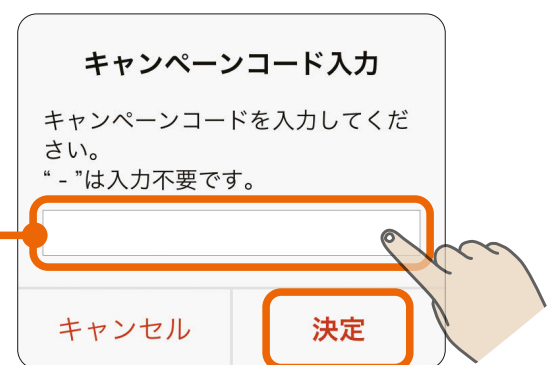 キャンペーンコード入力
キャンペーンコードを入力してくだ
さい。
“ - ”は入力不要です。
キャンセル
決定